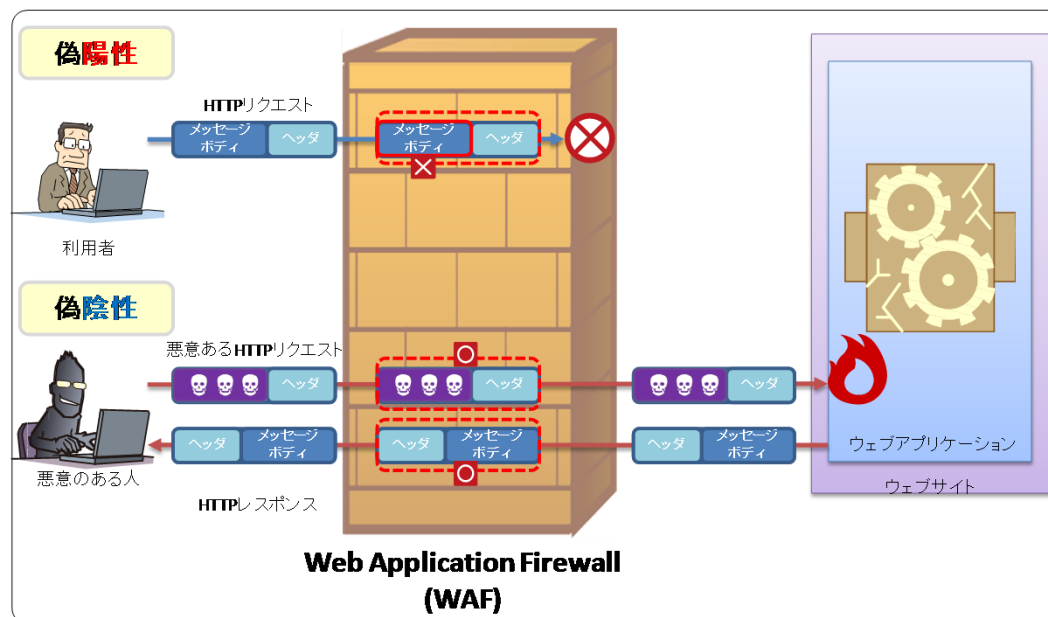 偽陽性
HTTPリクエスト
メッセージ
ボディ
ヘッダ
メッセージ
ボディ
ヘッダ
利用者
偽陰性
悪意あるHTTPリクエスト
ヘッダ
ヘッダ
ヘッダ
ヘッダ
メッセージ
ボディ
ヘッダ
メッセージ
ボディ
ヘッダ
メッセージ
ボディ
ウェブアプリケーション
悪意のある人
ウェブサイト
HTTPレスポンス
Web Application Firewall
(WAF)